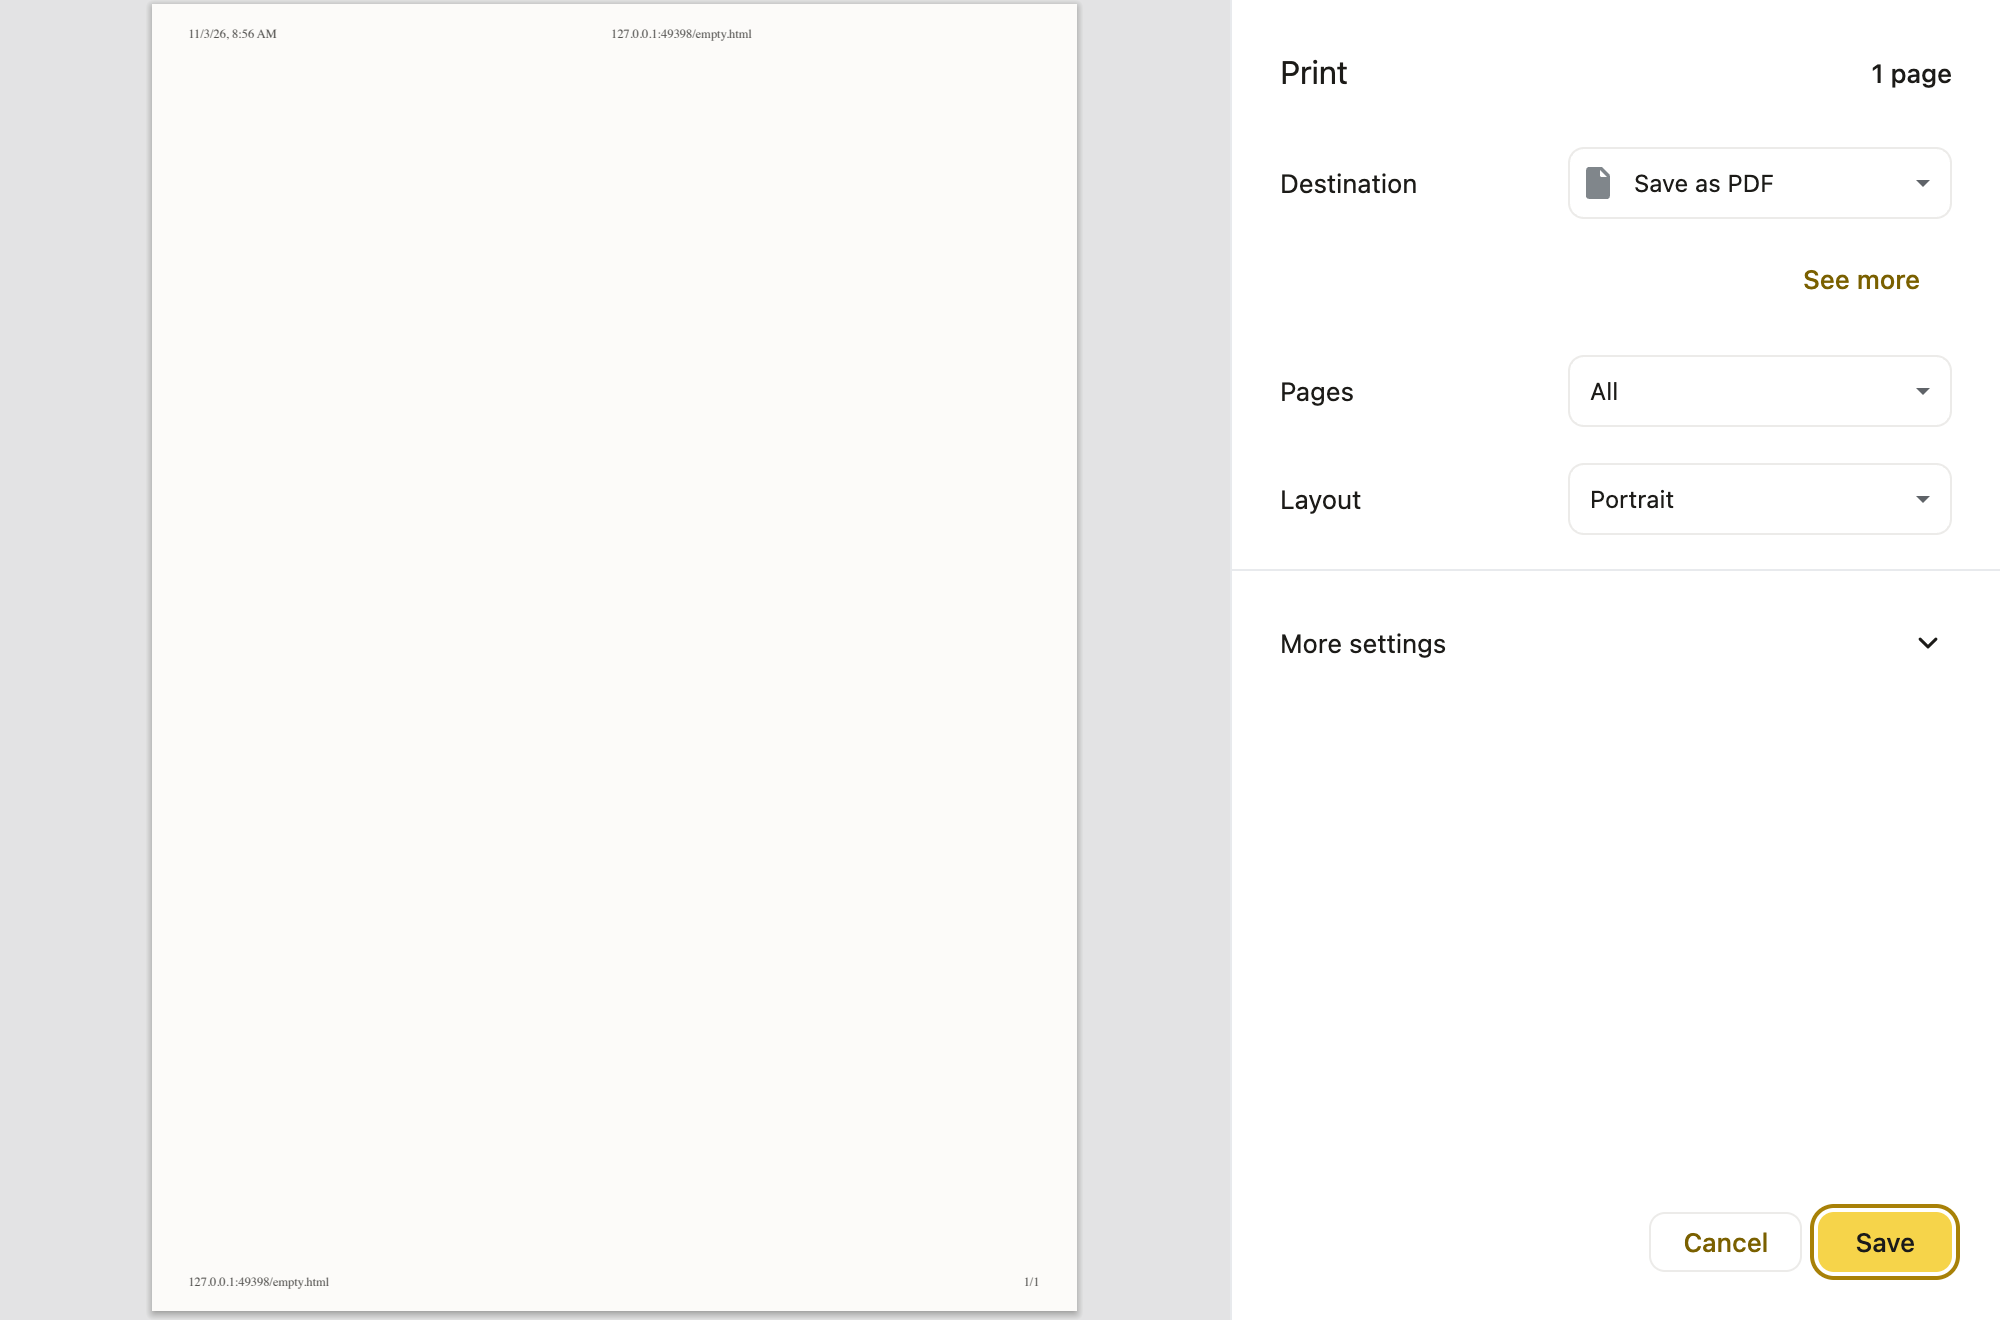 11/3/26, 8:56 AM
127.0.0.1:49398/empty.html
127.0.0.1:49398/empty.html
1/1
Print
1 page
Destination
Save as PDF
See more
Pages
All
Layout
Portrait
More settings
Cancel
Save